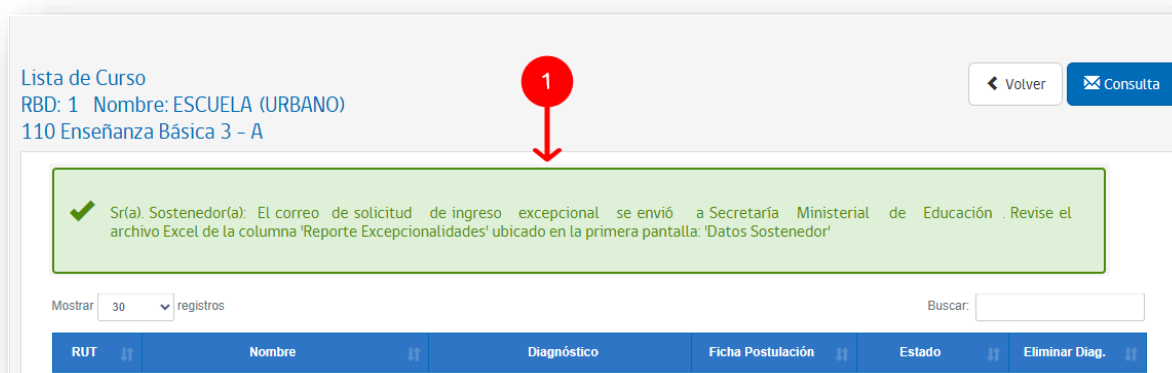 Lista de Curso
RBD: 1 Nombre: ESCUELA (URBANO)
110 Enseñanza Básica 3 - A
1
Volver
Consulta
Sr(a). Sostenedor(a): El correo de solicitud de ingreso excepcional se envió a Secretaría Ministerial de Educación . Revise el
archivo Excel de la columna 'Reporte Excepcionalidades' ubicado en la primera pantalla: 'Datos Sostenedor'
Mostrar 30 registros
Buscar:
RUT Nombre Diagnóstico Ficha Postulación Estado Eliminar Diag.